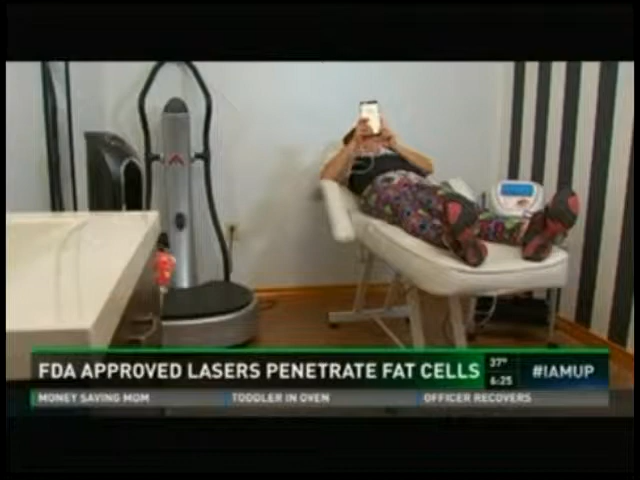 FDA APPROVED LASERS PENETRATE FAT CELLS
37°
6:25
#IAMUP
MONEY SAVING MOM
TODDLER IN OVEN
OFFICER RECOVERS